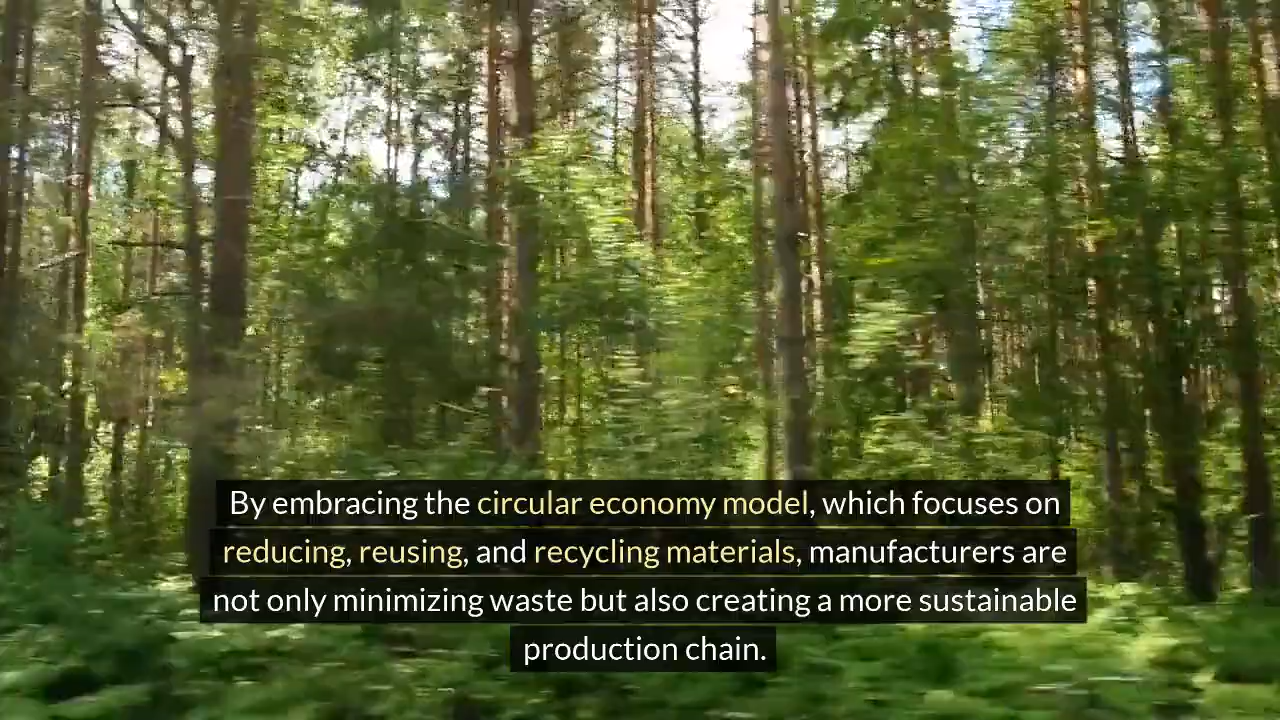 By embracing the circular economy model, which focuses on
reducing, reusing, and recycling materials, manufacturers are
not only minimizing waste but also creating a more sustainable
production chain.